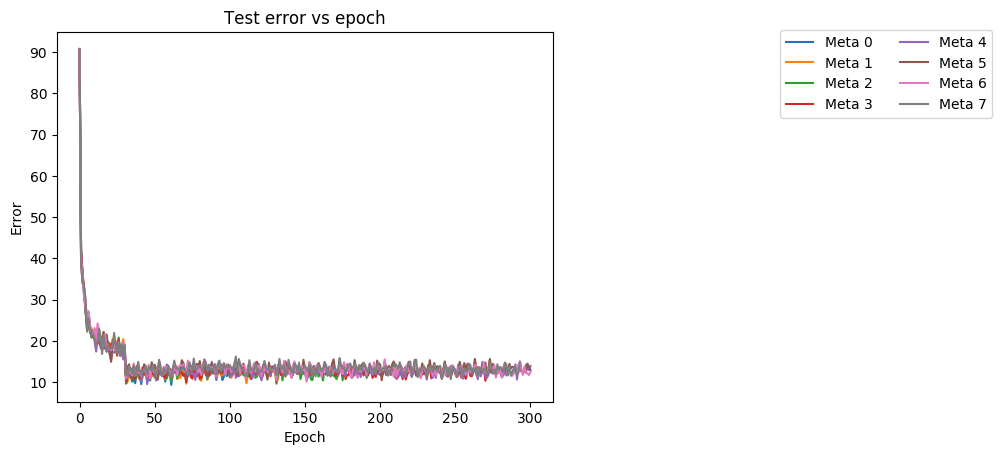 Test error vs epoch
90
80
70
60
50
40
30
20
10
Error
0 50 100 150 200 250 300
Epoch
Meta 0 Meta 4
Meta 1 Meta 5
Meta 2 Meta 6
Meta 3 Meta 7